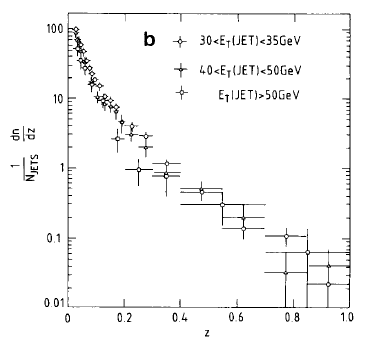 b
30<E_T(JET)<35GeV
40<E_T(JET)<50GeV
E_T(JET)>50GeV
1/N_JETS dn/dz
100
10
1
0.1
0.01
0 0.2 0.4 0.6 0.8 1.0
z